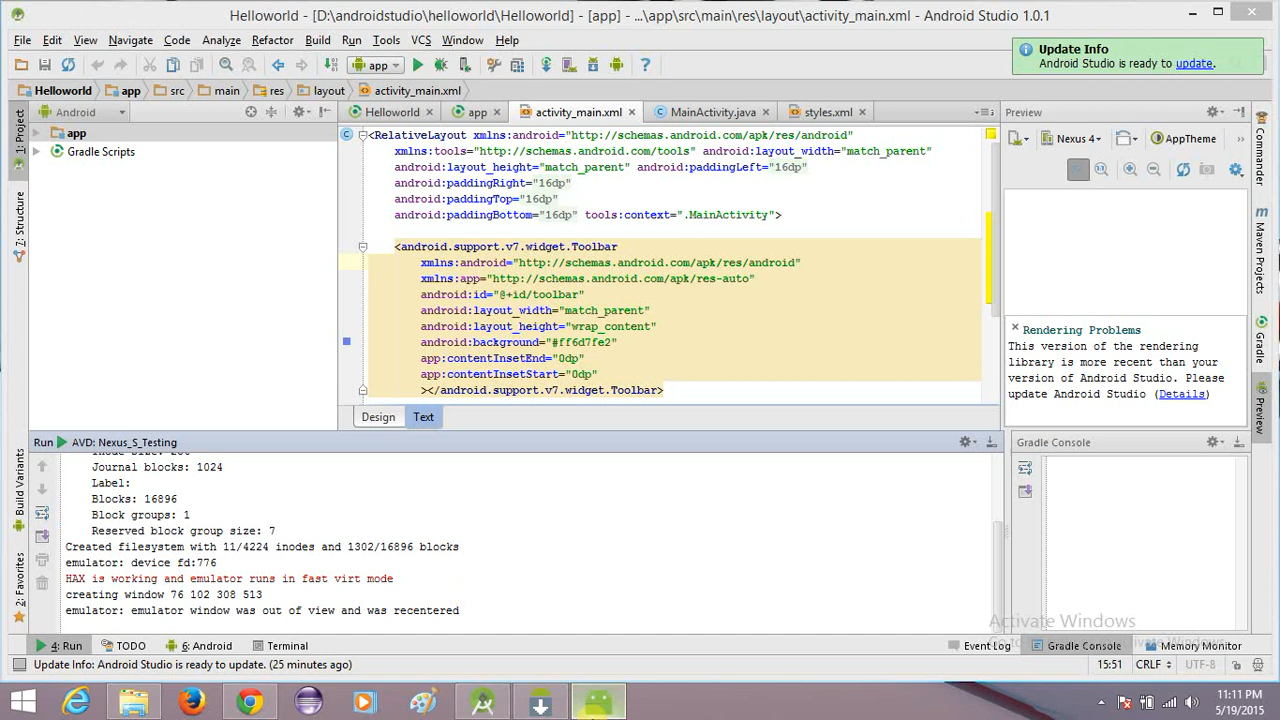 Helloworld - [D:\androidstudio\helloworld\Helloworld] - [app] - ...\app\src\main\res\layout\activity_main.xml - Android Studio 1.0.1
File Edit View Navigate Code Analyze Refactor Build Run Tools VCS Window Help
Update Info
Android Studio is ready to update.
app
Helloworld app src main res layout activity_main.xml
Android Helloworld app activity_main.xml MainActivity.java styles.xml Preview
1: Project
7: Structure
Build Variants
2: Favorites
app
Gradle Scripts
<RelativeLayout xmlns:android="http://schemas.android.com/apk/res/android"
xmlns:tools="http://schemas.android.com/tools" android:layout_width="match_parent"
android:layout_height="match_parent" android:paddingLeft="16dp"
android:paddingRight="16dp"
android:paddingTop="16dp"
android:paddingBottom="16dp" tools:context=".MainActivity">
<android.support.v7.widget.Toolbar
xmlns:android="http://schemas.android.com/apk/res/android"
xmlns:app="http://schemas.android.com/apk/res-auto"
android:id="@+id/toolbar"
android:layout_width="match_parent"
android:layout_height="wrap_content"
android:background="#ff6d7fe2"
app:contentInsetEnd="0dp"
app:contentInsetStart="0dp"
></android.support.v7.widget.Toolbar>
Design Text
Nexus 4 AppTheme
Rendering Problems
This version of the rendering
library is more recent than your
version of Android Studio. Please
update Android Studio (Details)
Commander
Maven Projects
Gradle
Preview
Run AVD: Nexus_S_Testing
Journal blocks: 1024
Label:
Blocks: 16896
Block groups: 1
Reserved block group size: 7
Created filesystem with 11/4224 inodes and 1302/16896 blocks
emulator: device fd:776
HAX is working and emulator runs in fast virt mode
creating window 76 102 308 513
emulator: emulator window was out of view and was recentered
Gradle Console
Activate Windows
4: Run TODO 6: Android Terminal Event Log Gradle Console Memory Monitor
Update Info: Android Studio is ready to update. (25 minutes ago) 15:51 CRLF UTF-8
11:11 PM
5/19/2015